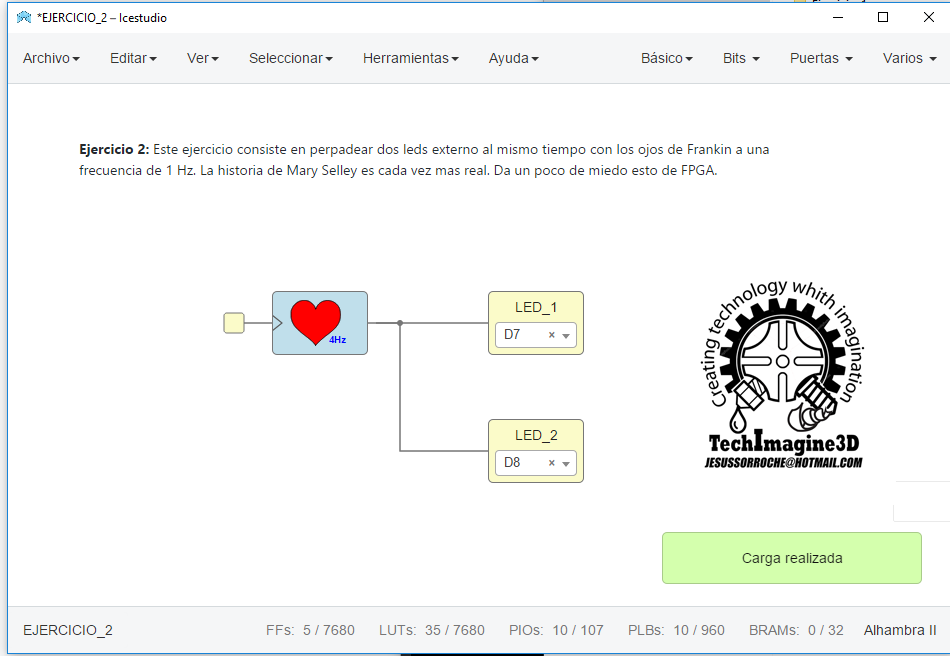 *EJERCICIO_2 – Icestudio
Archivo Editar Ver Seleccionar Herramientas Ayuda Básico Bits Puertas Varios
Ejercicio 2: Este ejercicio consiste en perpadear dos leds externo al mismo tiempo con los ojos de Frankin a una
frecuencia de 1 Hz. La historia de Mary Selley es cada vez mas real. Da un poco de miedo esto de FPGA.
4Hz
LED_1
D7
LED_2
D8
Creating technology whith imagination
TechImagine3D
JESUSSORROCHE@HOTMAIL.COM
Carga realizada
EJERCICIO_2 FFs: 5 / 7680 LUTs: 35 / 7680 PIOs: 10 / 107 PLBs: 10 / 960 BRAMs: 0 / 32 Alhambra II